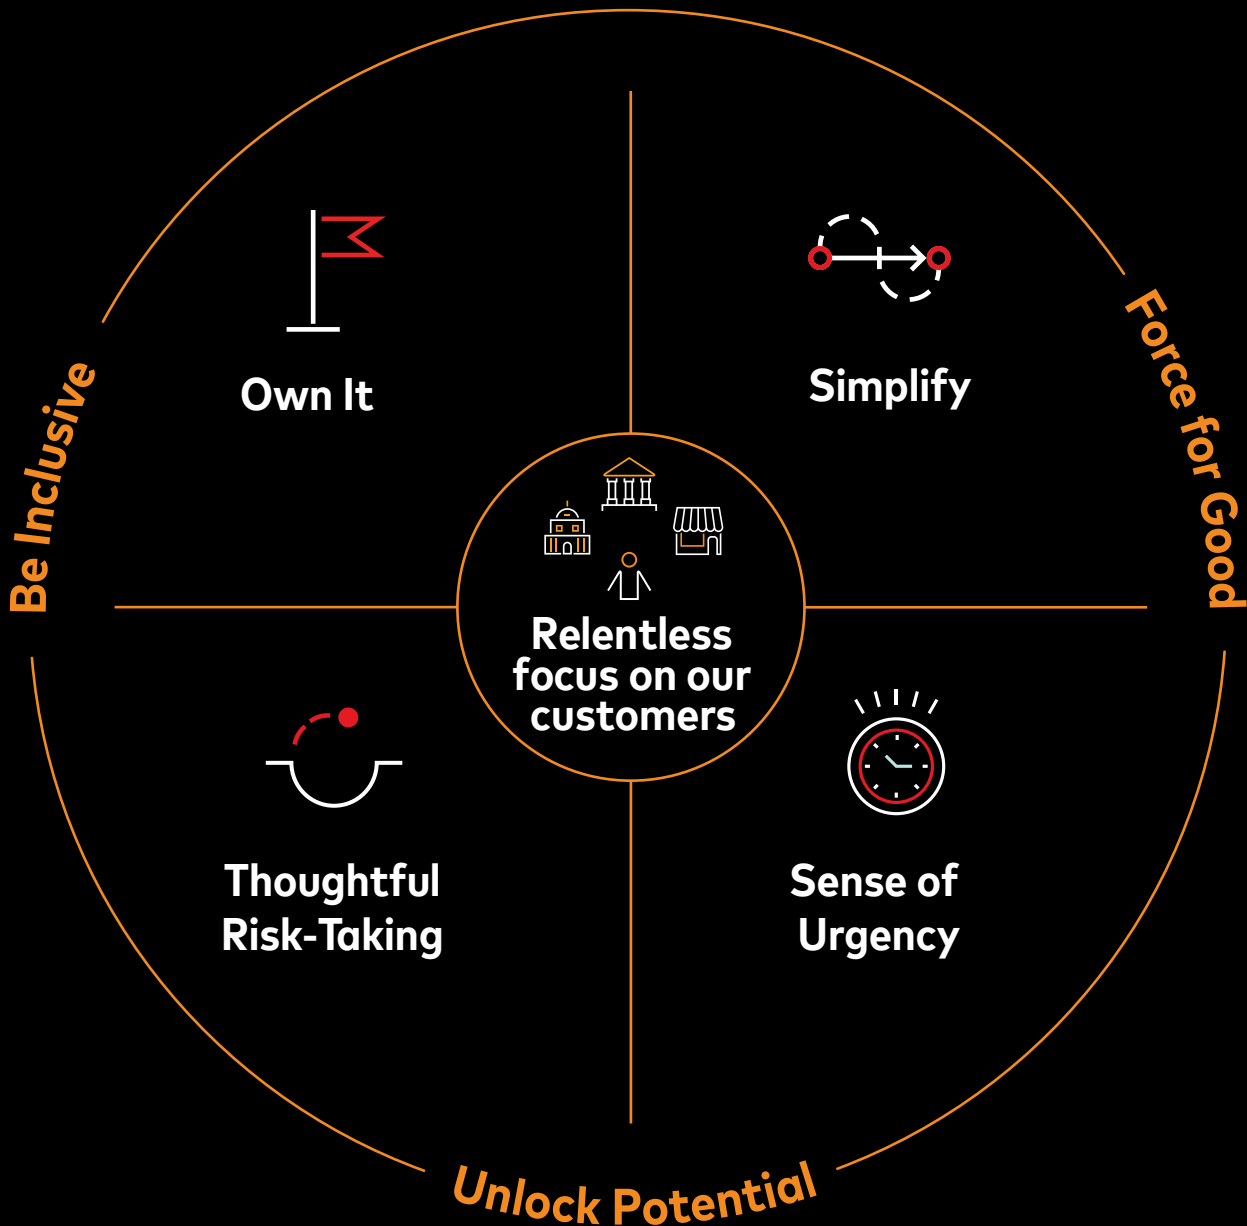 Own It
Simplify
Be Inclusive
Force for Good
Relentless
focus on our
customers
Thoughtful
Risk-Taking
Sense of
Urgency
Unlock Potential